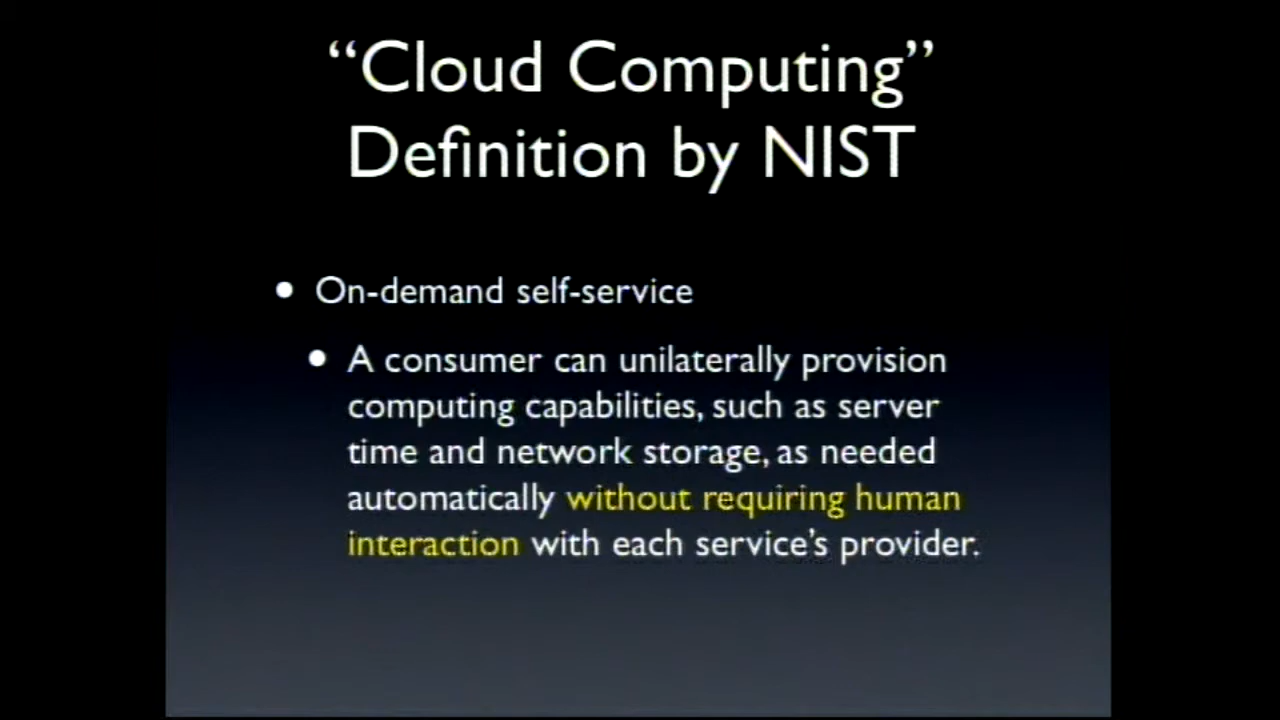 “Cloud Computing”
Definition by NIST
• On-demand self-service
• A consumer can unilaterally provision
computing capabilities, such as server
time and network storage, as needed
automatically without requiring human
interaction with each service’s provider.